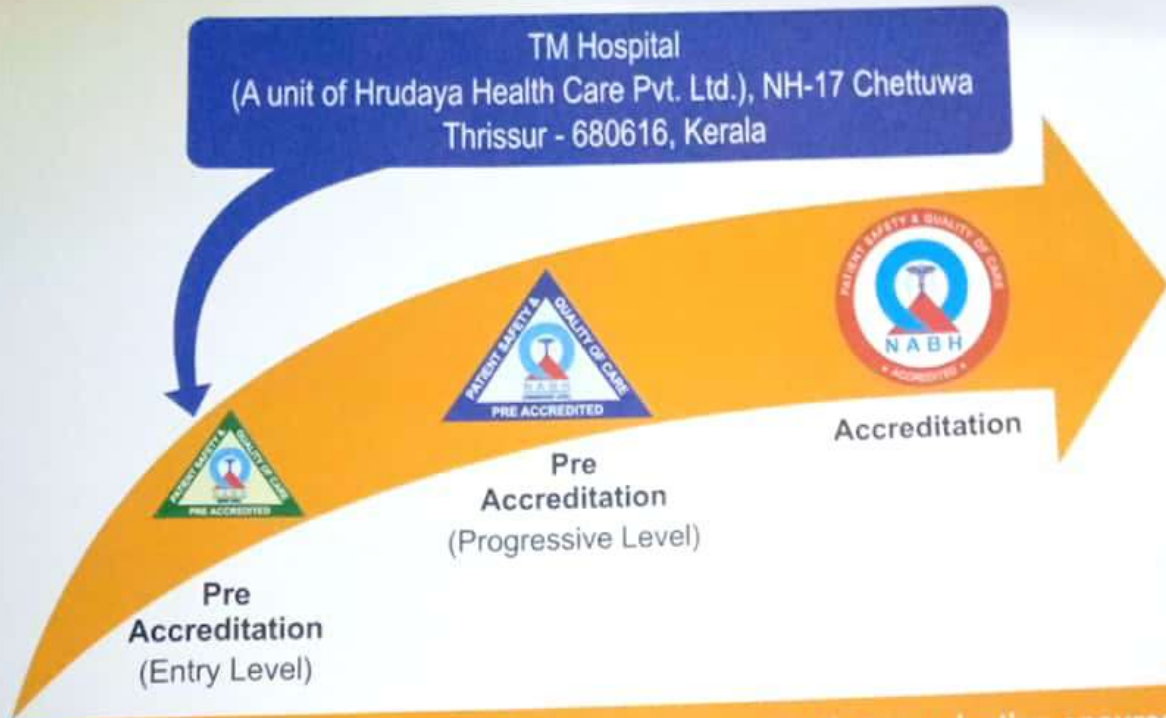 TM Hospital
(A unit of Hrudaya Health Care Pvt. Ltd.), NH-17 Chettuwa
Thrissur - 680616, Kerala
PATIENT SAFETY & QUALITY OF CARE
NABH
ACCREDITED
Accreditation
PATIENT SAFETY &
QUALITY OF CARE
NABH
PRE ACCREDITED
Pre
Accreditation
(Progressive Level)
PATIENT SAFETY &
QUALITY OF CARE
NABH
PRE ACCREDITED
Pre
Accreditation
(Entry Level)